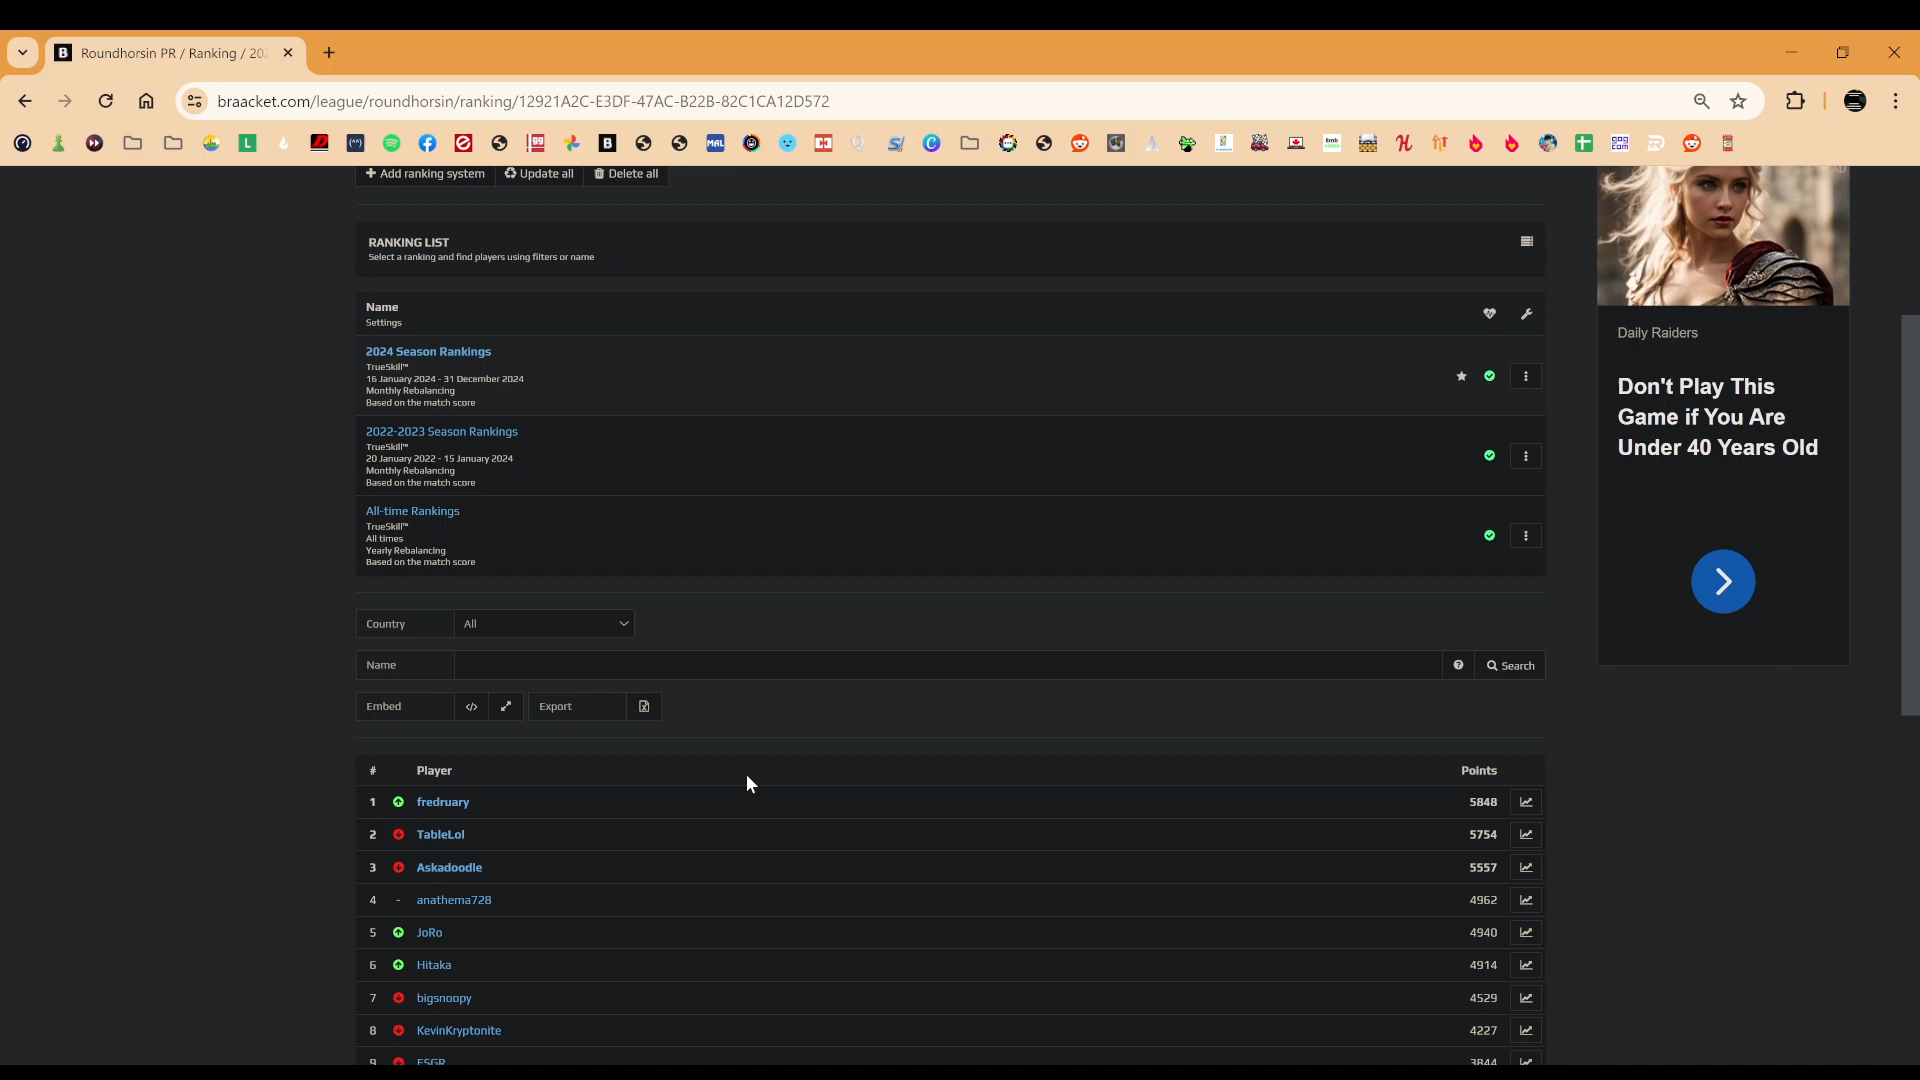 Roundhorsin PR / Ranking / 202
braacket.com/league/roundhorsin/ranking/12921A2C-E3DF-47AC-B22B-82C1CA12D572
Add ranking system Update all Delete all
AD
RANKING LIST
Select a ranking and find players using filters or name
Name
Settings
2024 Season Rankings
TrueSkill™
16 January 2024 - 31 December 2024
Monthly Rebalancing
Based on the match score
2022-2023 Season Rankings
TrueSkill™
20 January 2022 - 15 January 2024
Monthly Rebalancing
Based on the match score
All-time Rankings
TrueSkill™
All times
Yearly Rebalancing
Based on the match score
Daily Raiders
Don't Play This
Game if You Are
Under 40 Years Old
Country All
Name Search
Embed Export
# Player Points
1 fredruary 5848
2 TableLol 5754
3 Askadoodle 5557
4 - anathema728 4962
5 JoRo 4940
6 Hitaka 4914
7 bigsnoopy 4529
8 KevinKryptonite 4227
9 ESGR 3844